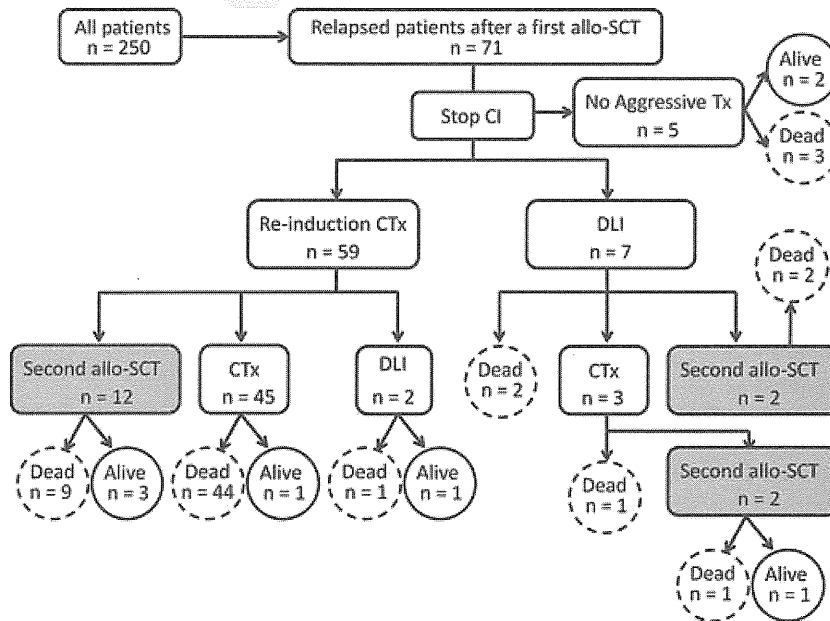 All patients
n = 250
Relapsed patients after a first allo-SCT
n = 71
Stop CI
No Aggressive Tx
n = 5
Alive
n = 2
Dead
n = 3
Re-induction CTx
n = 59
DLI
n = 7
Dead
n = 2
Second allo-SCT
n = 12
CTx
n = 45
DLI
n = 2
Dead
n = 2
CTx
n = 3
Second allo-SCT
n = 2
Dead
n = 9
Alive
n = 3
Dead
n = 44
Alive
n = 1
Dead
n = 1
Alive
n = 1
Dead
n = 1
Second allo-SCT
n = 2
Dead
n = 1
Alive
n = 1